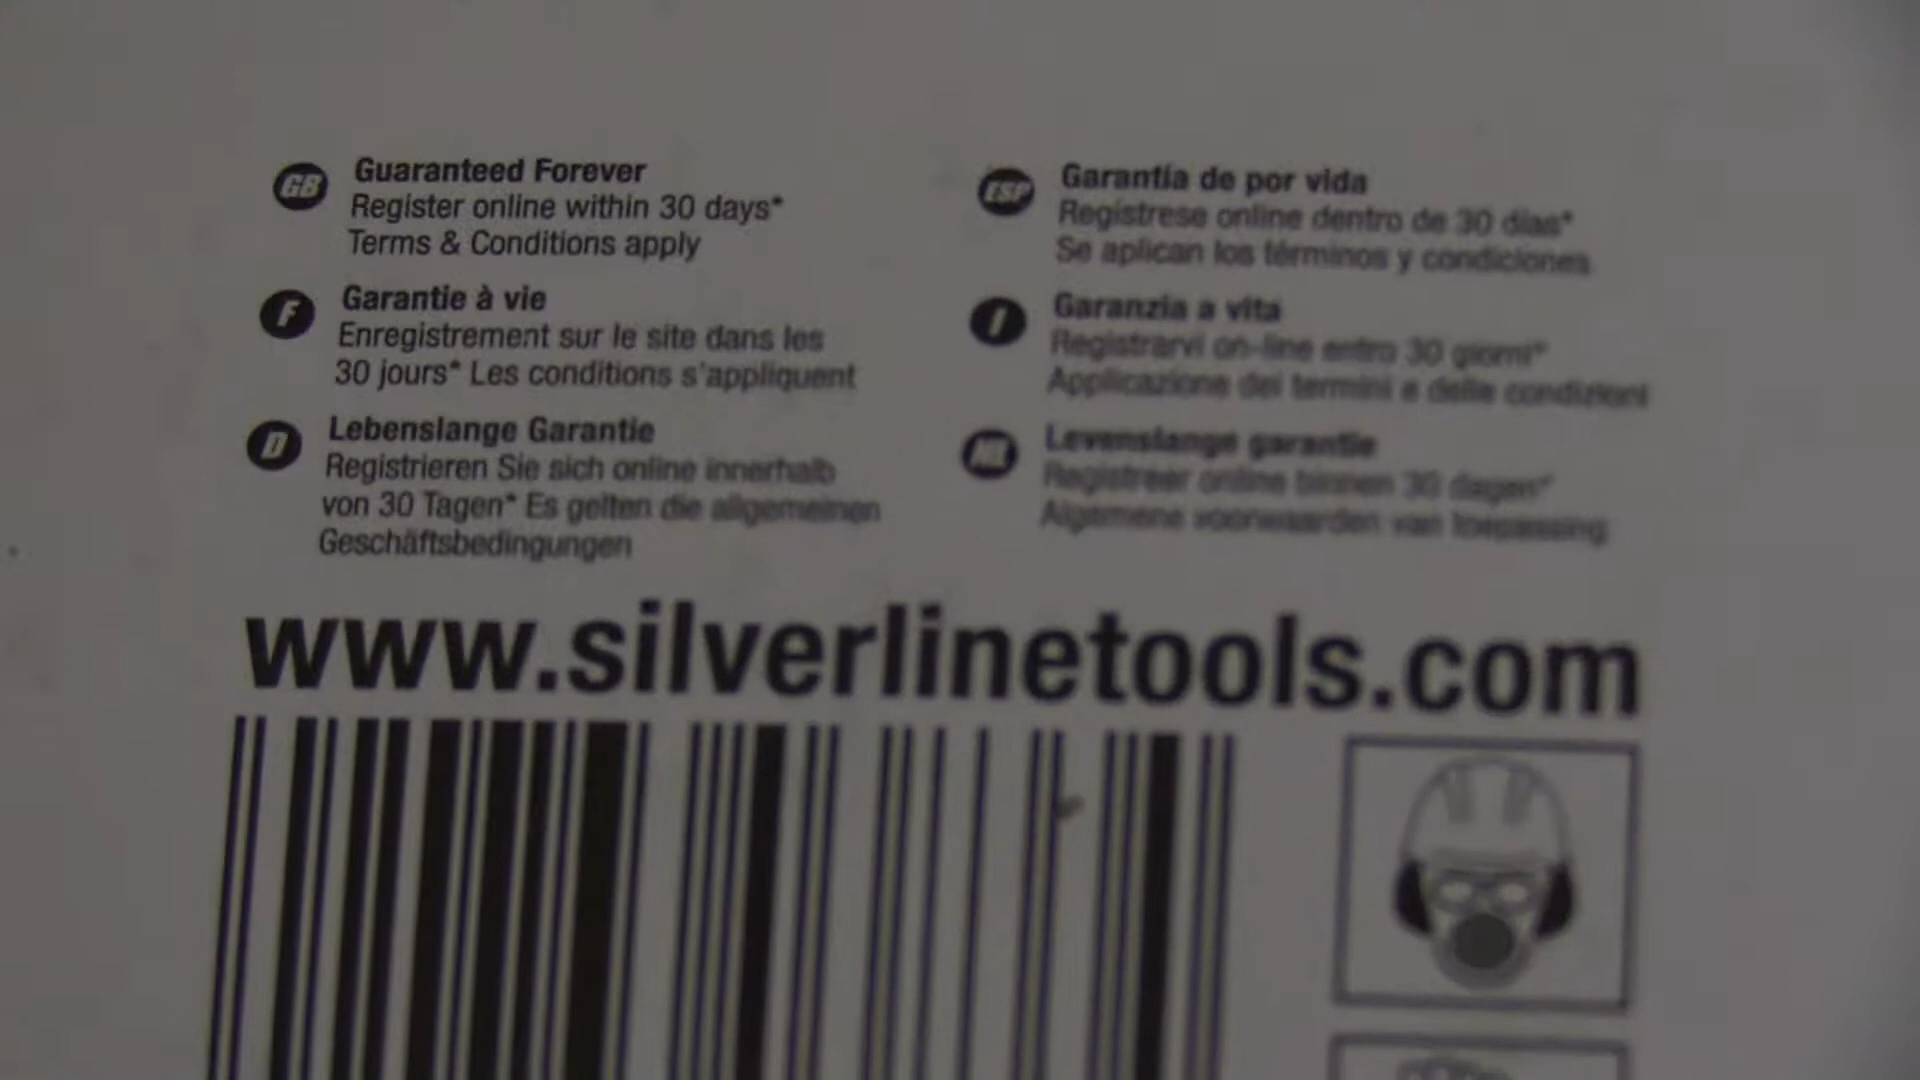 GB
Guaranteed Forever
Register online within 30 days*
Terms & Conditions apply
F
Garantie à vie
Enregistrement sur le site dans les
30 jours* Les conditions s'appliquent
D
Lebenslange Garantie
Registrieren Sie sich online innerhalb
von 30 Tagen* Es gelten die allgemeinen
Geschäftsbedingungen
ESP
Garantía de por vida
Regístrese online dentro de 30 días*
Se aplican los términos y condiciones
I
Garanzia a vita
Registrarvi on-line entro 30 giorni*
Applicazione dei termini e delle condizioni
NL
Levenslange garantie
Registreer online binnen 30 dagen*
Algemene voorwaarden van toepassing
www.silverlinetools.com